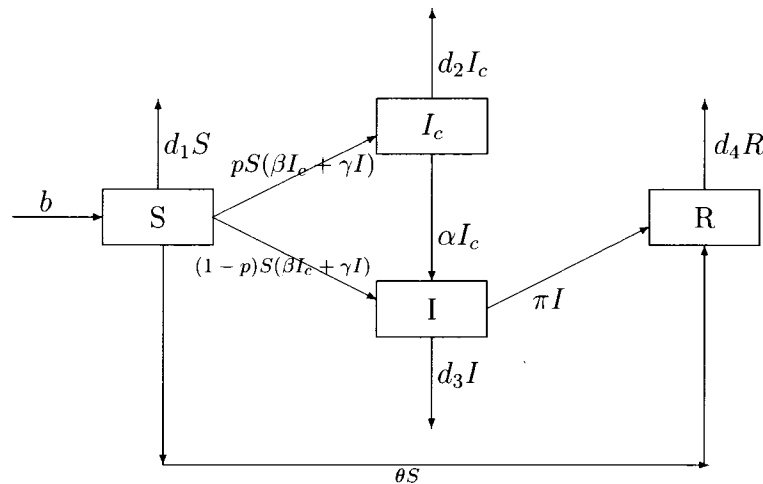 d₂I_c
I_c
d₁S
d₄R
pS(βI_c + γI)
b
S
R
αI_c
(1 − p)S(βI_c + γI)
I
πI
d₃I
θS